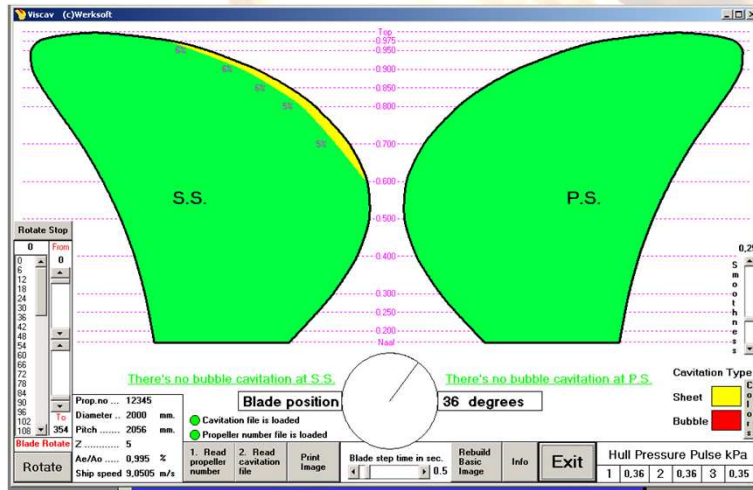 Viscav (c)Werksoft
Top
0.975
0.950
0.900
0.850
0.800
0.700
0.600
0.500
0.400
0.300
0.250
0.200
Naaf
6%
6%
6%
5%
5%
S.S.
P.S.
Rotate Stop
0 From
0
0
6
12
18
24
30
36
42
48
54
60
66
72
78
84
90
96
102
108
To
354
Blade Rotate
Rotate
0,25
Smoothness
There's no bubble cavitation at S.S.
There's no bubble cavitation at P.S.
Blade position
36 degrees
Cavitation Type
Sheet
Bubble
Colors
Prop.no ... 12345
Diameter .. 2000 mm.
Pitch ...... 2056 mm.
Z ........... 5
Ae/Ao ...... 0,995 %
Ship speed 9,0505 m/s
Cavitation file is loaded
Propeller number file is loaded
1. Read propeller number
2. Read cavitation file
Print Image
Blade step time in sec.
0.5
Rebuild Basic Image
Info
Exit
Hull Pressure Pulse kPa
1 0,36 2 0,36 3 0,35